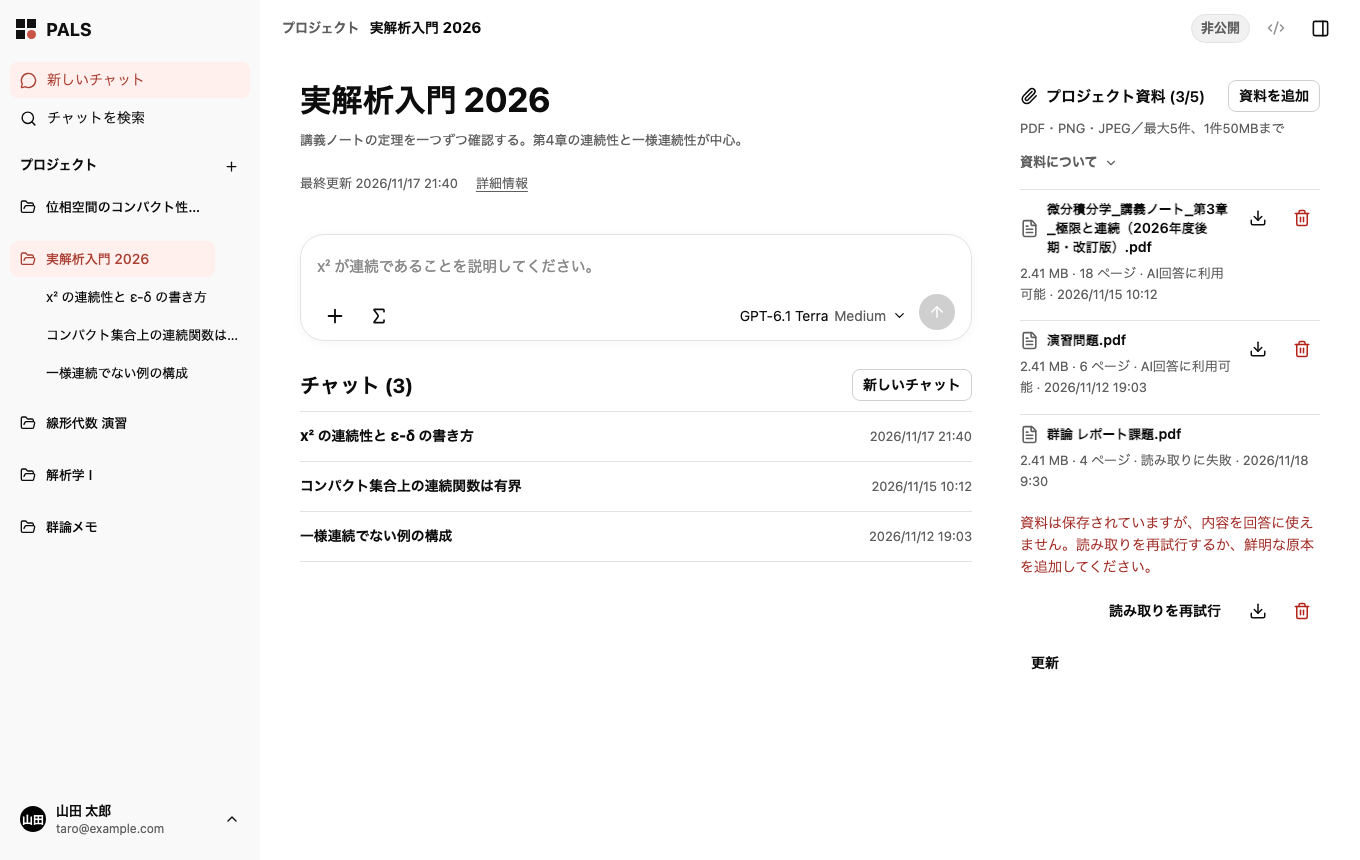 PALS
新しいチャット
チャットを検索
プロジェクト
位相空間のコンパクト性...
実解析入門 2026
x² の連続性と ε-δ の書き方
コンパクト集合上の連続関数は...
一様連続でない例の構成
線形代数 演習
解析学 I
群論メモ
山田
山田 太郎
taro@example.com
プロジェクト 実解析入門 2026
非公開
実解析入門 2026
講義ノートの定理を一つずつ確認する。第4章の連続性と一様連続性が中心。
最終更新 2026/11/17 21:40 詳細情報
x² が連続であることを説明してください。
GPT-6.1 Terra Medium
チャット (3)
新しいチャット
x² の連続性と ε-δ の書き方 2026/11/17 21:40
コンパクト集合上の連続関数は有界 2026/11/15 10:12
一様連続でない例の構成 2026/11/12 19:03
プロジェクト資料 (3/5)
資料を追加
PDF・PNG・JPEG／最大5件、1件50MBまで
資料について
微分積分学_講義ノート_第3章
_極限と連続（2026年度後
期・改訂版）.pdf
2.41 MB · 18 ページ · AI回答に利用
可能 · 2026/11/15 10:12
演習問題.pdf
2.41 MB · 6 ページ · AI回答に利用可
能 · 2026/11/12 19:03
群論 レポート課題.pdf
2.41 MB · 4 ページ · 読み取りに失敗 · 2026/11/18
9:30
資料は保存されていますが、内容を回答に使え
ません。読み取りを再試行するか、鮮明な原本
を追加してください。
読み取りを再試行
更新